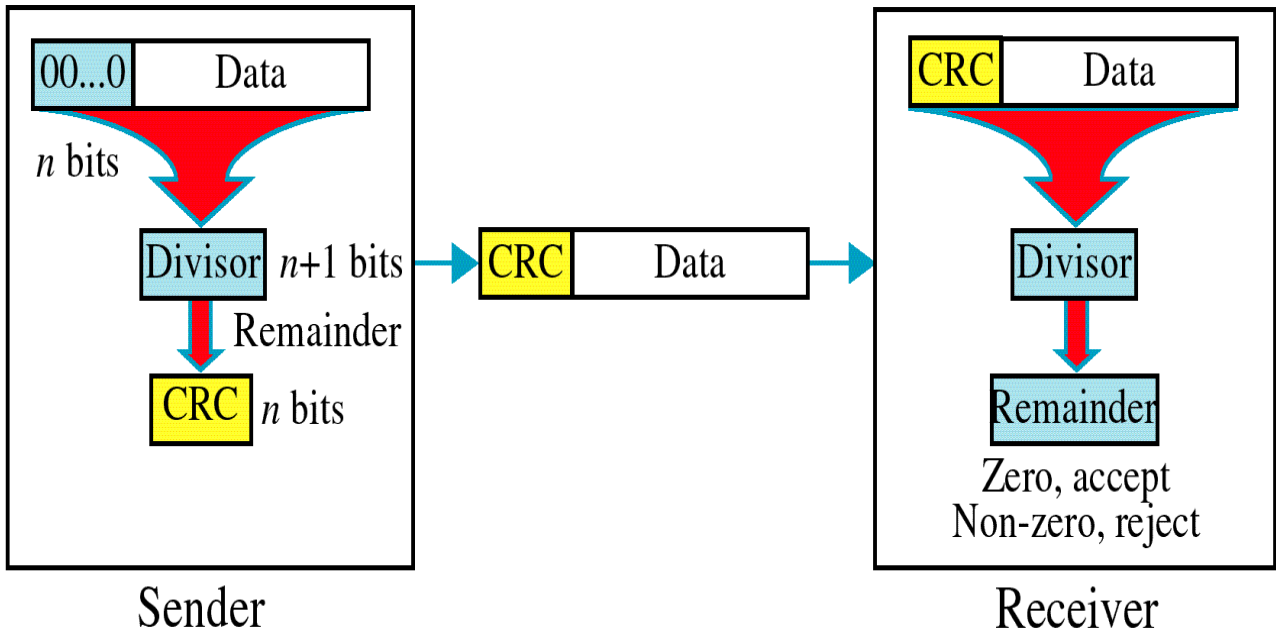 00...0 Data
n bits
Divisor n+1 bits
Remainder
CRC n bits
Sender
CRC Data
CRC Data
Divisor
Remainder
Zero, accept
Non-zero, reject
Receiver